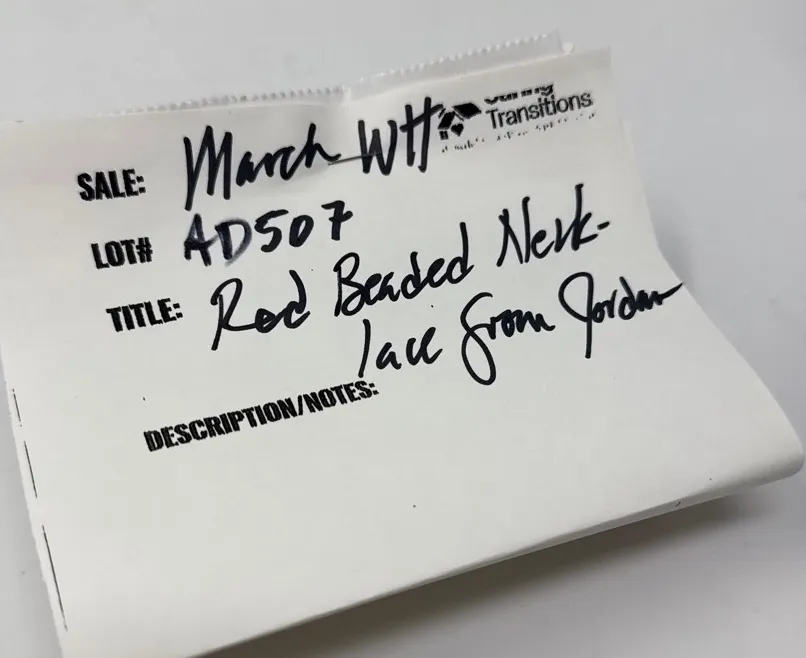 Transitions
SALE: March WH
LOT# AD507
TITLE: Red Beaded Neck-
lace from Jordan
DESCRIPTION/NOTES: